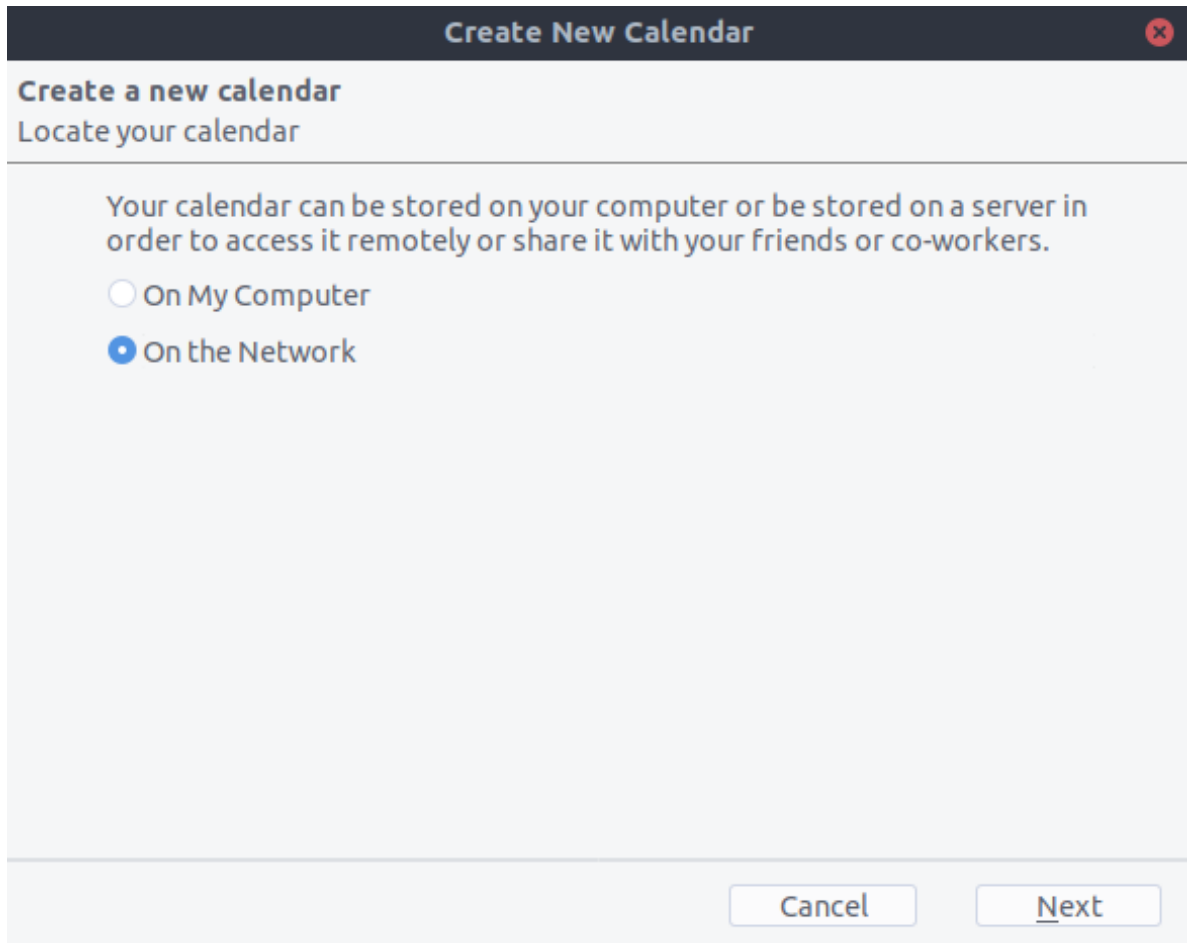 Create New Calendar
Create a new calendar
Locate your calendar
Your calendar can be stored on your computer or be stored on a server in
order to access it remotely or share it with your friends or co-workers.
On My Computer
On the Network
Cancel
Next